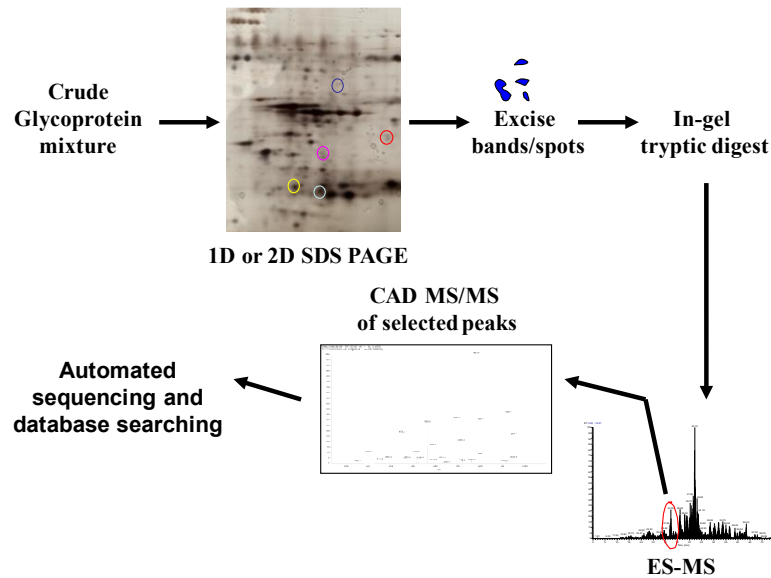 Crude
Glycoprotein
mixture
1D or 2D SDS PAGE
Excise
bands/spots
In-gel
tryptic digest
ES-MS
CAD MS/MS
of selected peaks
Automated
sequencing and
database searching